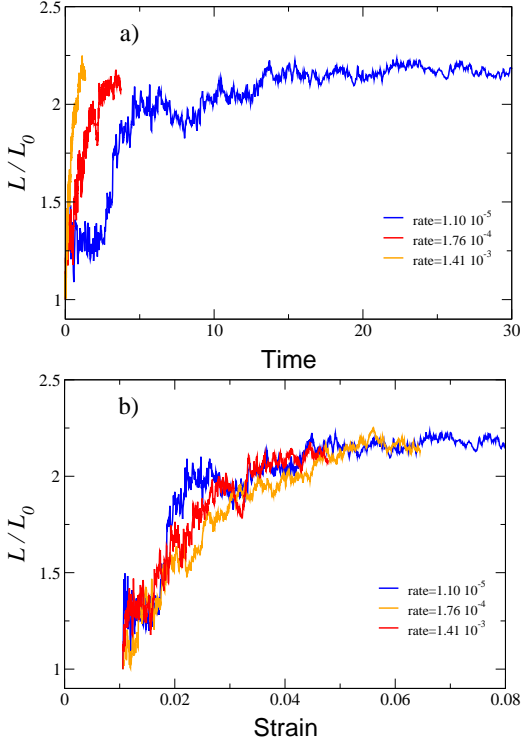 a)
2.5
2
1.5
1
L / L0
rate=1.10 10-5
rate=1.76 10-4
rate=1.41 10-3
0
10
20
30
Time
b)
2.5
2
1.5
1
L / L0
rate=1.10 10-5
rate=1.76 10-4
rate=1.41 10-3
0
0.02
0.04
0.06
0.08
Strain